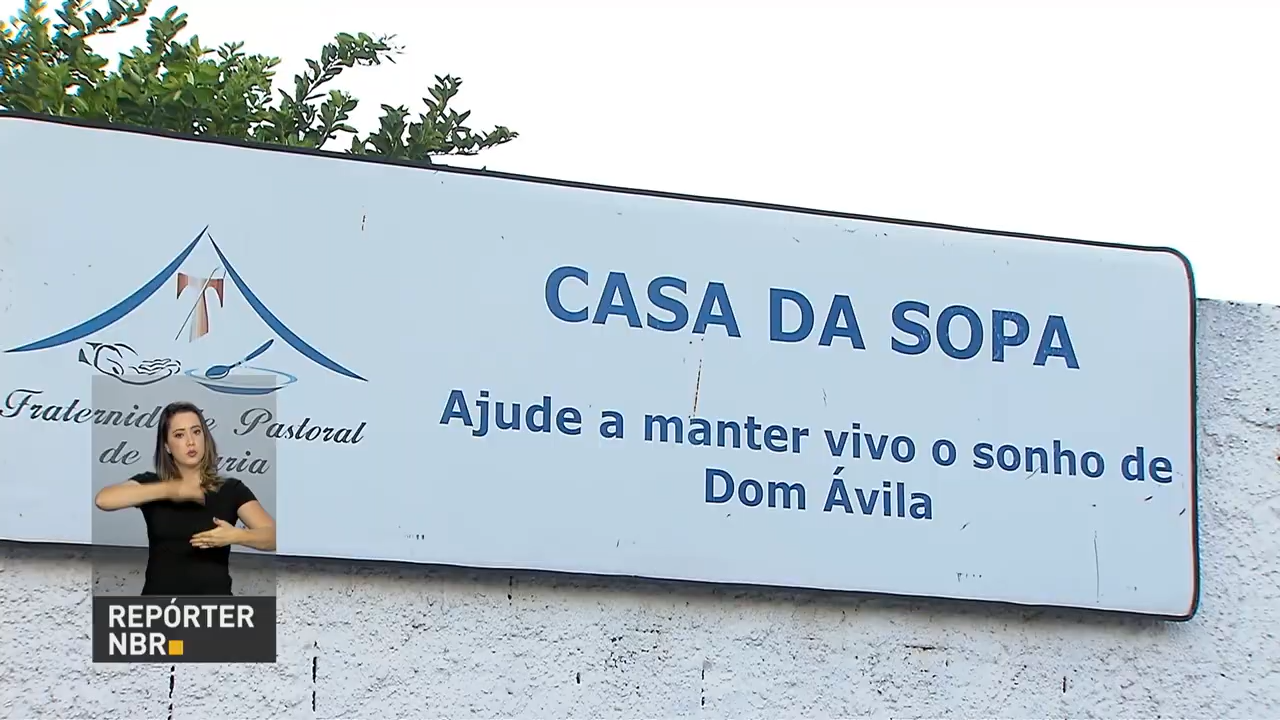 CASA DA SOPA
Ajude a manter vivo o sonho de
Dom Ávila
Pastoral
de
REPÓRTER
NBR